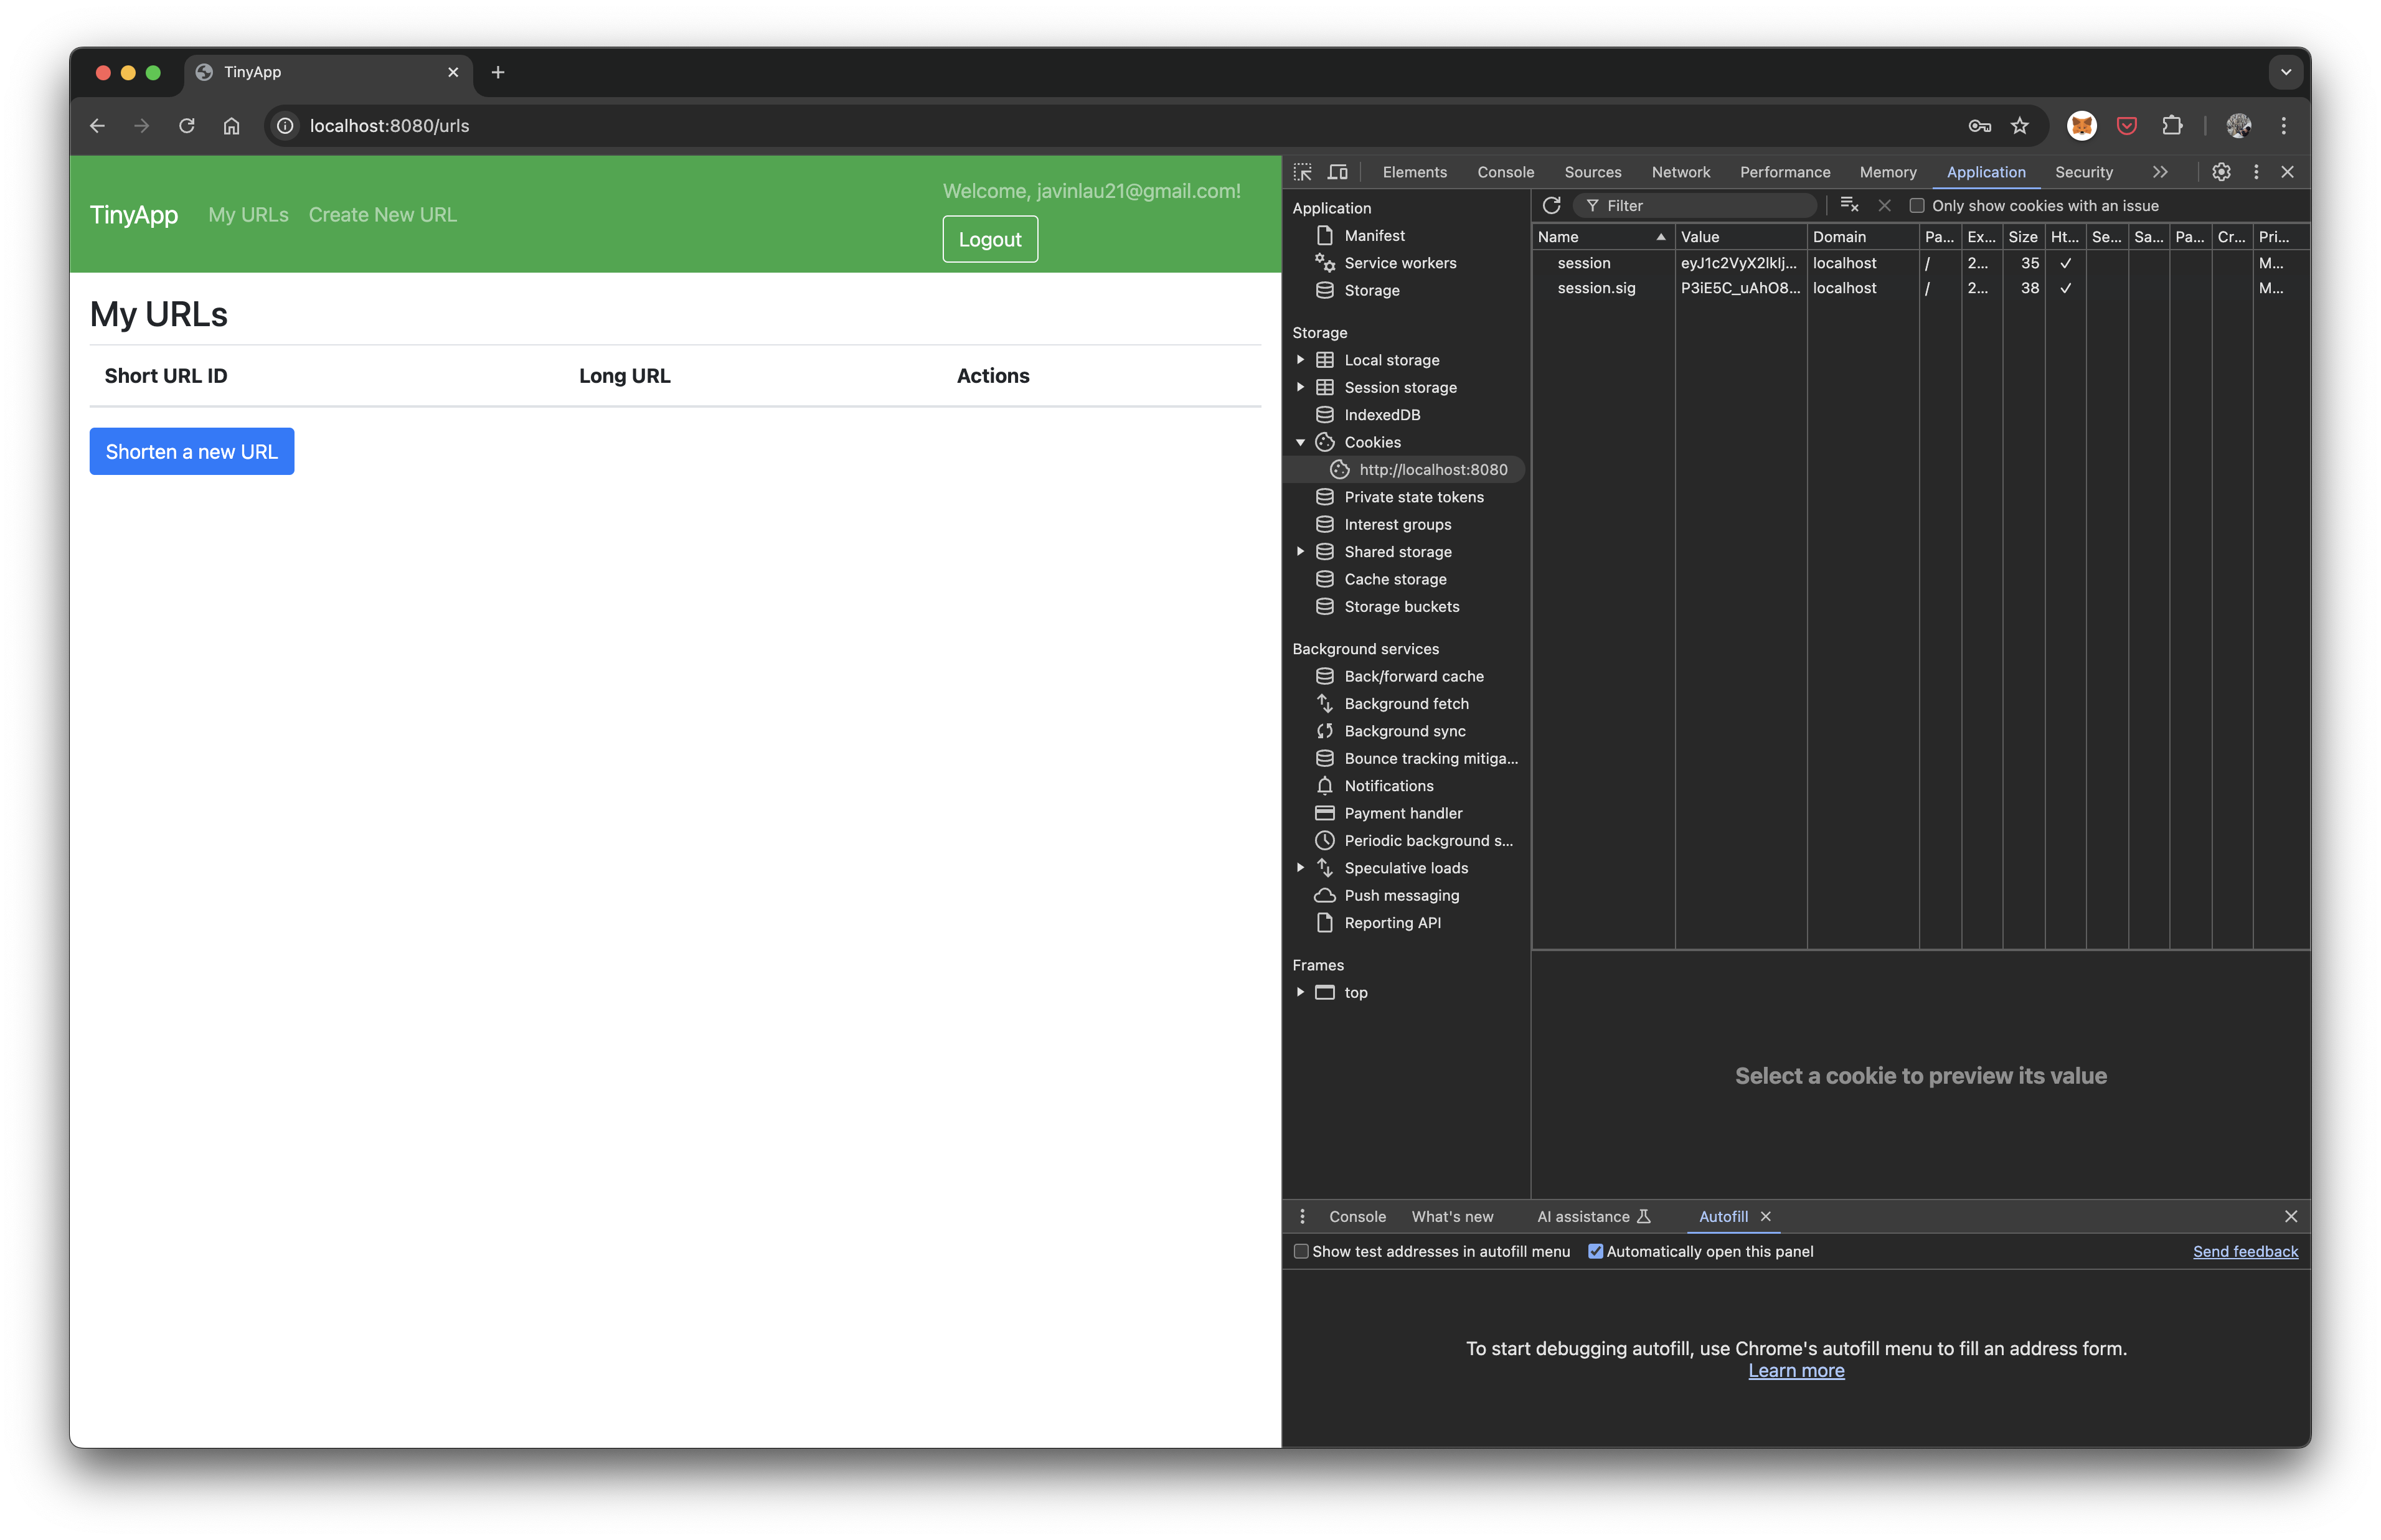 TinyApp
localhost:8080/urls
TinyApp
My URLs
Create New URL
Welcome, javinlau21@gmail.com!
Logout
My URLs
Short URL ID Long URL Actions
Shorten a new URL
Elements Console Sources Network Performance Memory Application Security
Application
Manifest
Service workers
Storage
Storage
Local storage
Session storage
IndexedDB
Cookies
http://localhost:8080
Private state tokens
Interest groups
Shared storage
Cache storage
Storage buckets
Background services
Back/forward cache
Background fetch
Background sync
Bounce tracking mitiga...
Notifications
Payment handler
Periodic background s...
Speculative loads
Push messaging
Reporting API
Frames
top
Filter
Only show cookies with an issue
Name Value Domain Pa... Ex... Size Ht... Se... Sa... Pa... Cr... Pri...
session eyJ1c2VyX2lkIj... localhost / 2... 35 ✓ M...
session.sig P3iE5C_uAhO8... localhost / 2... 38 ✓ M...
Select a cookie to preview its value
Console What's new AI assistance Autofill
Show test addresses in autofill menu Automatically open this panel Send feedback
To start debugging autofill, use Chrome's autofill menu to fill an address form.
Learn more